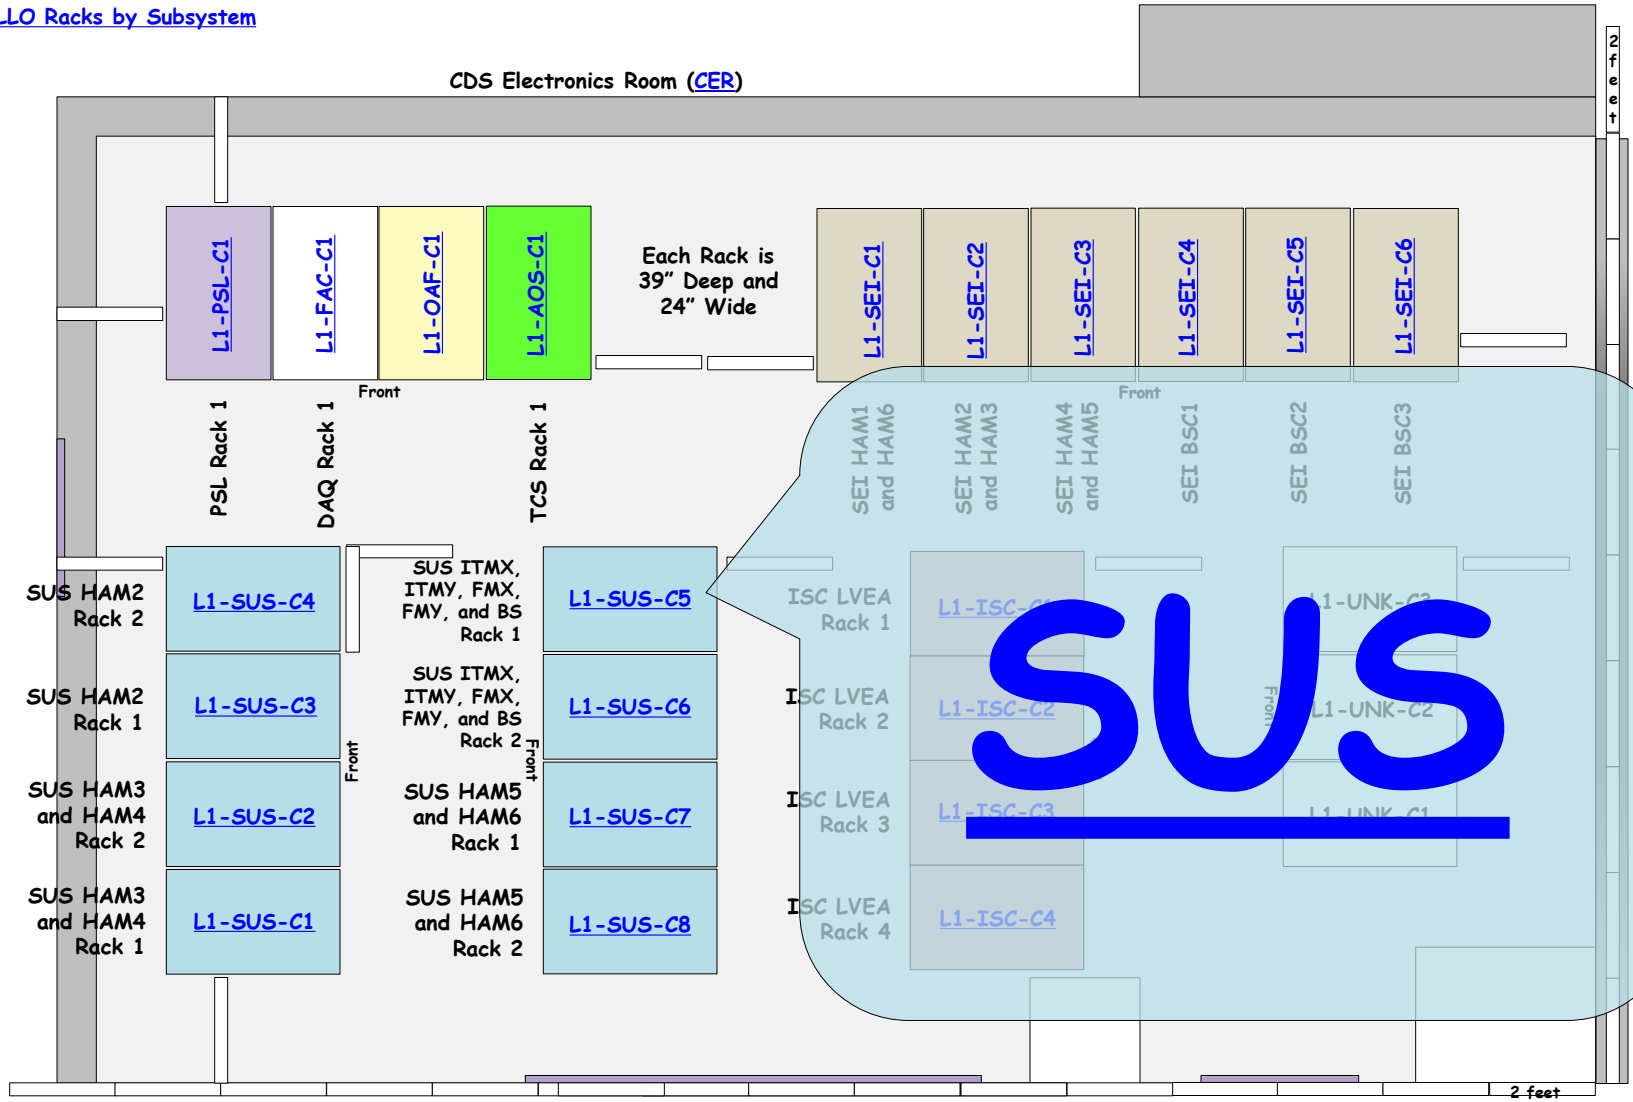 LLO Racks by Subsystem
CDS Electronics Room (CER)
2 feet
L1-PSL-C1
L1-FAC-C1
L1-OAF-C1
L1-AOS-C1
Each Rack is
39” Deep and
24” Wide
L1-SEI-C1
L1-SEI-C2
L1-SEI-C3
L1-SEI-C4
L1-SEI-C5
L1-SEI-C6
Front
Front
PSL Rack 1
DAQ Rack 1
TCS Rack 1
SEI HAM1
and HAM6
SEI HAM2
and HAM3
SEI HAM4
and HAM5
SEI BSC1
SEI BSC2
SEI BSC3
SUS HAM2
Rack 2
L1-SUS-C4
SUS ITMX,
ITMY, FMX,
FMY, and BS
Rack 1
L1-SUS-C5
ISC LVEA
Rack 1
L1-ISC-C1
L1-UNK-C3
SUS HAM2
Rack 1
L1-SUS-C3
SUS ITMX,
ITMY, FMX,
FMY, and BS
Rack 2
L1-SUS-C6
ISC LVEA
Rack 2
L1-ISC-C2
L1-UNK-C2
Front
Front
Front
SUS
SUS HAM3
and HAM4
Rack 2
L1-SUS-C2
SUS HAM5
and HAM6
Rack 1
L1-SUS-C7
ISC LVEA
Rack 3
L1-ISC-C3
L1-UNK-C1
SUS HAM3
and HAM4
Rack 1
L1-SUS-C1
SUS HAM5
and HAM6
Rack 2
L1-SUS-C8
ISC LVEA
Rack 4
L1-ISC-C4
2 feet